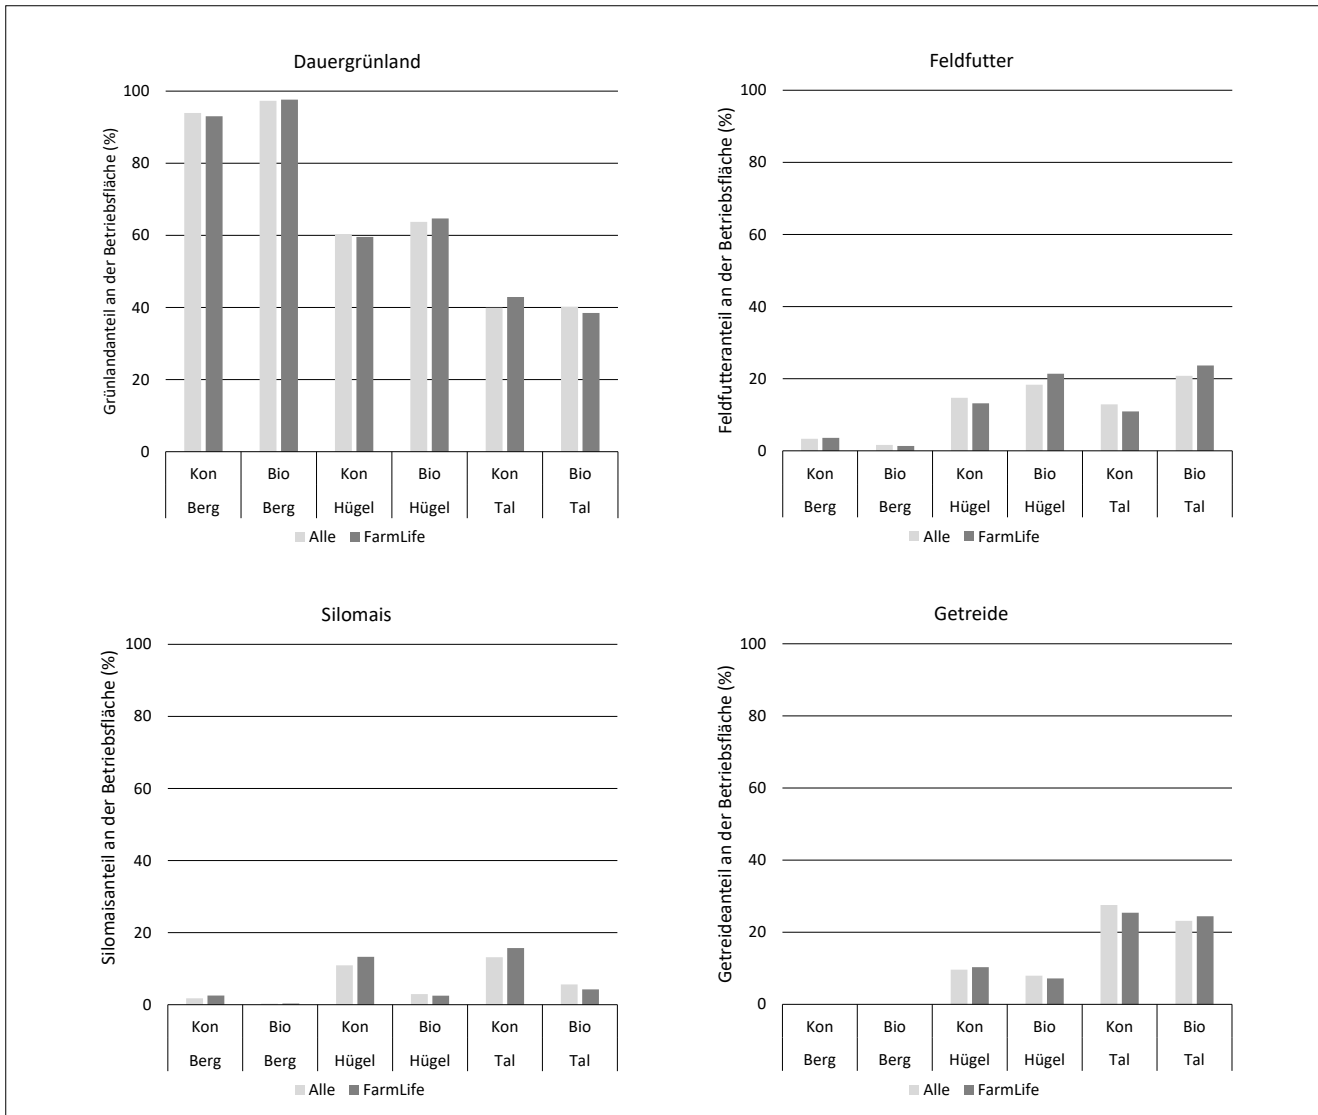 Dauergrünland
Grünlandanteil an der Betriebsfläche (%)
100
80
60
40
20
0
Kon Bio Kon Bio Kon Bio
Berg Berg Hügel Hügel Tal Tal
Alle FarmLife
Feldfutter
Feldfutteranteil an der Betriebsfläche (%)
100
80
60
40
20
0
Kon Bio Kon Bio Kon Bio
Berg Berg Hügel Hügel Tal Tal
Alle FarmLife
Silomais
Silomaisanteil an der Betriebsfläche (%)
100
80
60
40
20
0
Kon Bio Kon Bio Kon Bio
Berg Berg Hügel Hügel Tal Tal
Alle FarmLife
Getreide
Getreideanteil an der Betriebsfläche (%)
100
80
60
40
20
0
Kon Bio Kon Bio Kon Bio
Berg Berg Hügel Hügel Tal Tal
Alle FarmLife